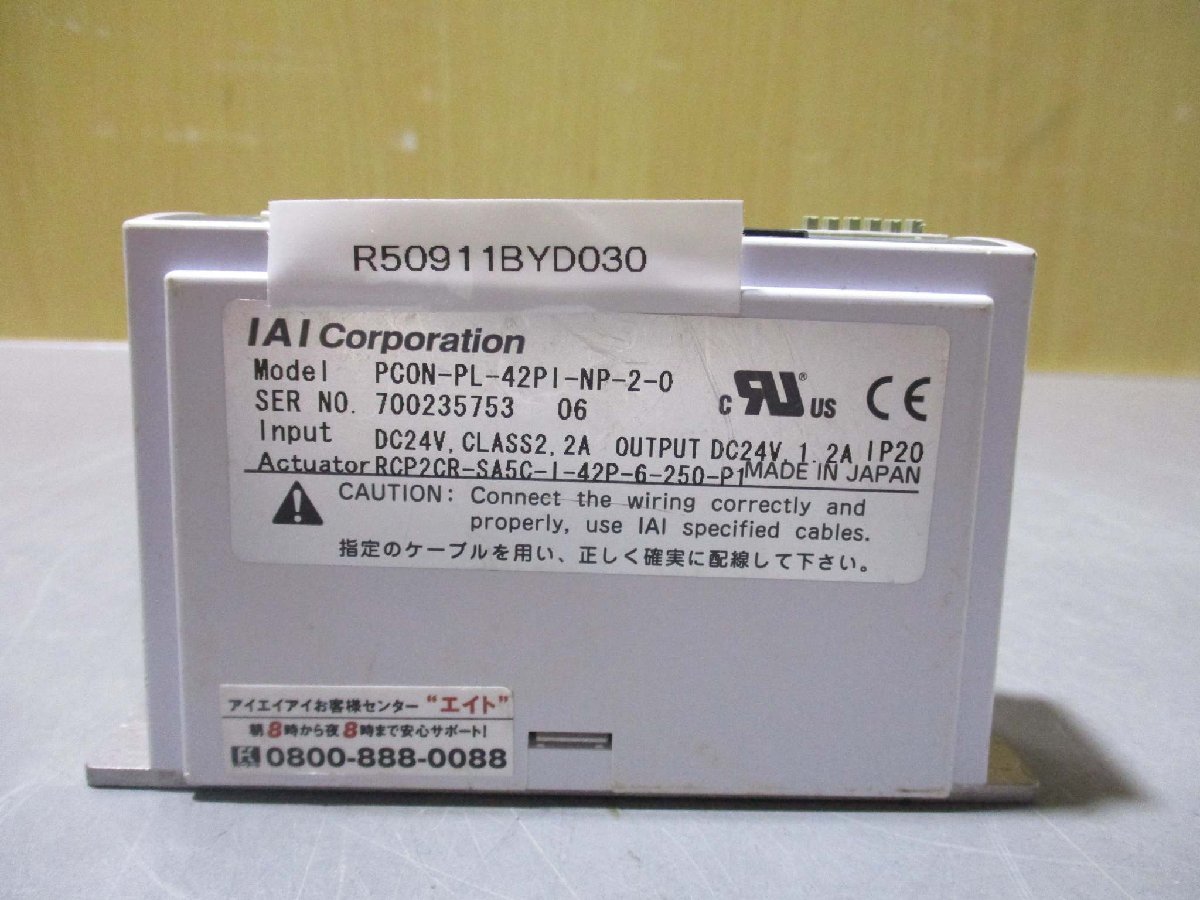 R50911BYD030
IAI Corporation
Model PCON-PL-42PI-NP-2-0
SER NO. 700235753 06
Input DC24V, CLASS2, 2A OUTPUT DC24V, 1.2A IP20
Actuator RCP2CR-SA5C-I-42P-6-250-P1 MADE IN JAPAN
C RU ® US CE
CAUTION: Connect the wiring correctly and
properly, use IAI specified cables.
指定のケーブルを用い、正しく確実に配線して下さい。
アイエイアイお客様センター “エイト”
朝8時から夜8時まで安心サポート!
0800-888-0088